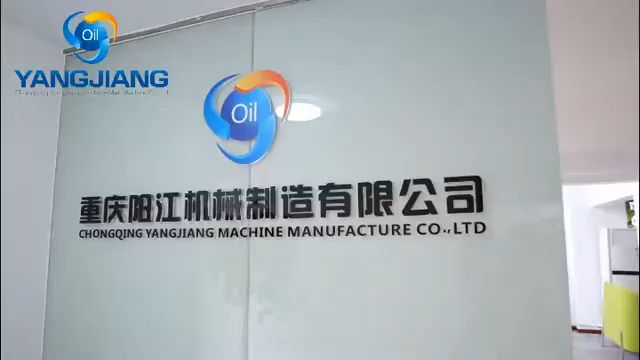 Oil
YANGJIANG
Oil
重庆阳江机械制造有限公司
CHONGQING YANGJIANG MACHINE MANUFACTURE CO.,LTD